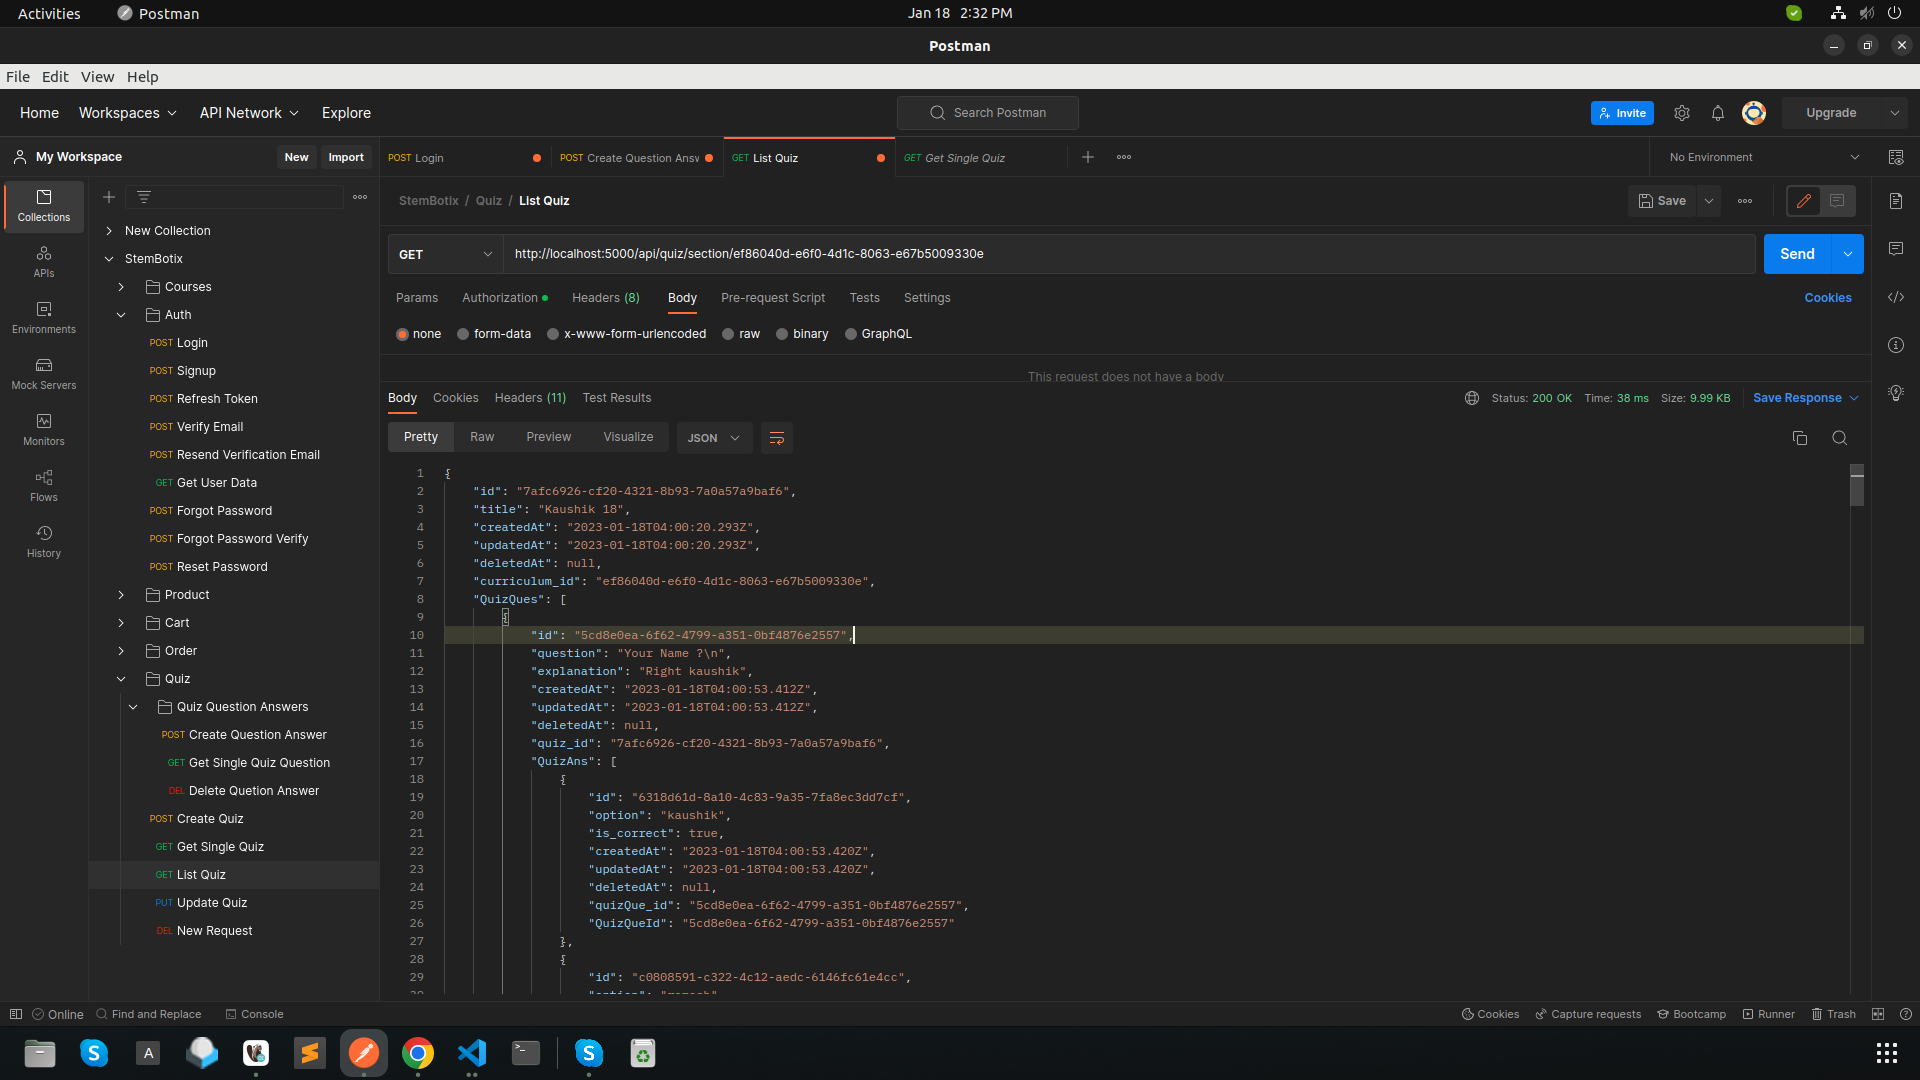 Activities Postman Jan 18 2:32 PM
Postman
File Edit View Help
Home Workspaces API Network Explore Search Postman Invite Upgrade
My Workspace New Import POST Login POST Create Question Answ GET List Quiz GET Get Single Quiz No Environment
StemBotix / Quiz / List Quiz Save
GET http://localhost:5000/api/quiz/section/ef86040d-e6f0-4d1c-8063-e67b5009330e Send
Params Authorization Headers (8) Body Pre-request Script Tests Settings Cookies
none form-data x-www-form-urlencoded raw binary GraphQL
This request does not have a body
Body Cookies Headers (11) Test Results Status: 200 OK Time: 38 ms Size: 9.99 KB Save Response
Pretty Raw Preview Visualize JSON
Collections
APIs
Environments
Mock Servers
Monitors
Flows
History
New Collection
StemBotix
Courses
Auth
POST Login
POST Signup
POST Refresh Token
POST Verify Email
POST Resend Verification Email
GET Get User Data
POST Forgot Password
POST Forgot Password Verify
POST Reset Password
Product
Cart
Order
Quiz
Quiz Question Answers
POST Create Question Answer
GET Get Single Quiz Question
DEL Delete Quetion Answer
POST Create Quiz
GET Get Single Quiz
GET List Quiz
PUT Update Quiz
DEL New Request
1 {
2 "id": "7afc6926-cf20-4321-8b93-7a0a57a9baf6",
3 "title": "Kaushik 18",
4 "createdAt": "2023-01-18T04:00:20.293Z",
5 "updatedAt": "2023-01-18T04:00:20.293Z",
6 "deletedAt": null,
7 "curriculum_id": "ef86040d-e6f0-4d1c-8063-e67b5009330e",
8 "QuizQues": [
9 {
10 "id": "5cd8e0ea-6f62-4799-a351-0bf4876e2557",
11 "question": "Your Name ?\n",
12 "explanation": "Right kaushik",
13 "createdAt": "2023-01-18T04:00:53.412Z",
14 "updatedAt": "2023-01-18T04:00:53.412Z",
15 "deletedAt": null,
16 "quiz_id": "7afc6926-cf20-4321-8b93-7a0a57a9baf6",
17 "QuizAns": [
18 {
19 "id": "6318d61d-8a10-4c83-9a35-7fa8ec3dd7cf",
20 "option": "kaushik",
21 "is_correct": true,
22 "createdAt": "2023-01-18T04:00:53.420Z",
23 "updatedAt": "2023-01-18T04:00:53.420Z",
24 "deletedAt": null,
25 "quizQue_id": "5cd8e0ea-6f62-4799-a351-0bf4876e2557",
26 "QuizQueId": "5cd8e0ea-6f62-4799-a351-0bf4876e2557"
27 },
28 {
29 "id": "c0808591-c322-4c12-aedc-6146fc61e4cc",
Online Find and Replace Console Cookies Capture requests Bootcamp Runner Trash